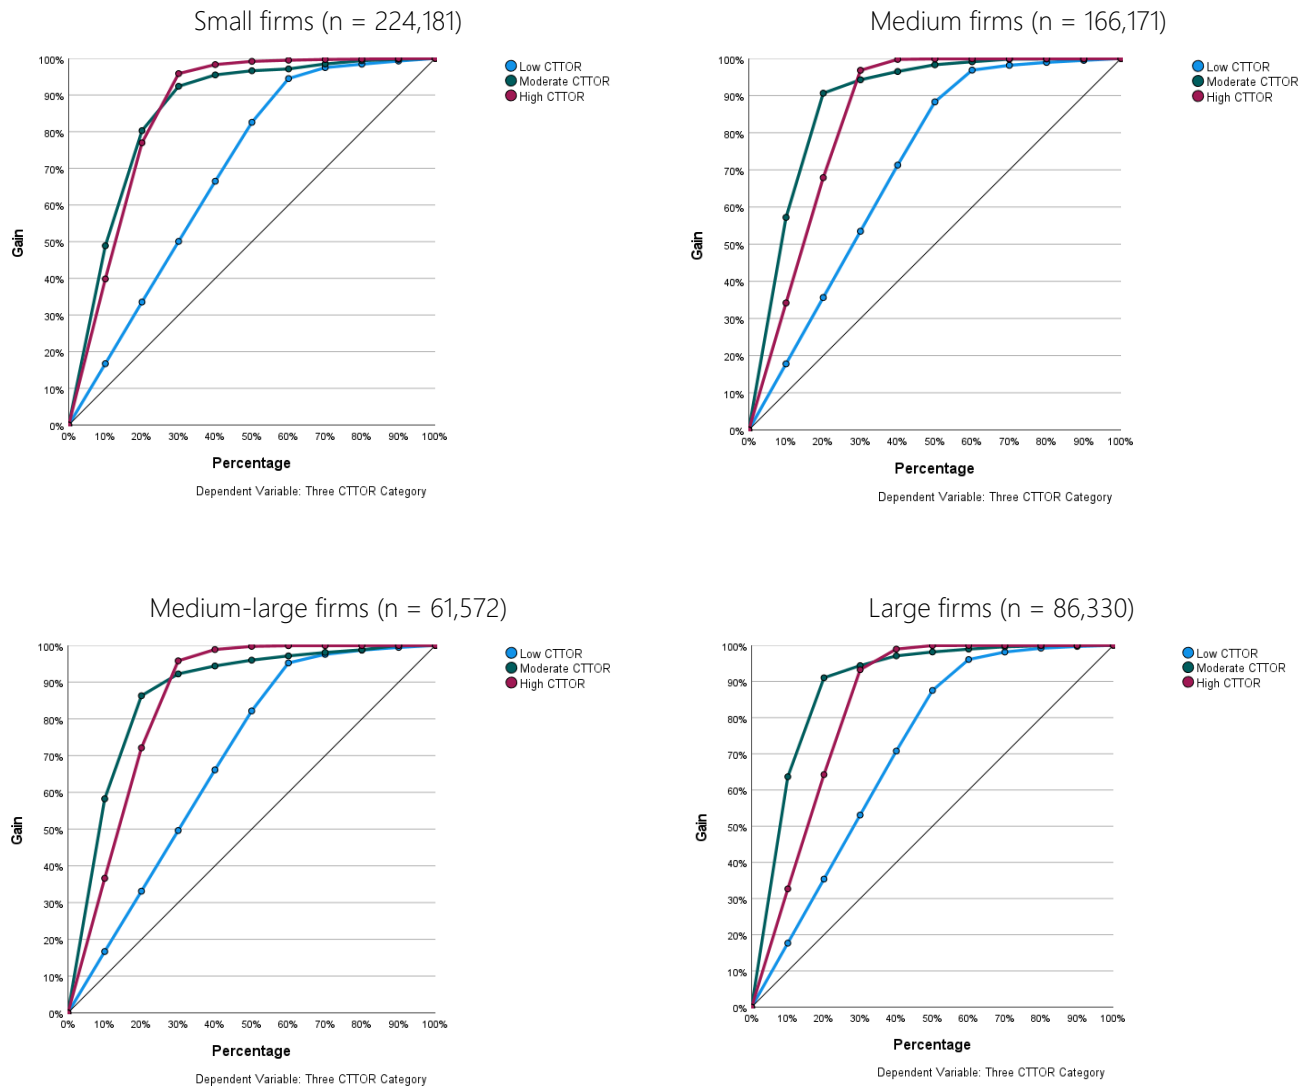 Small firms (n = 224,181)
100%
90%
80%
70%
60%
50%
40%
30%
20%
10%
0%
Gain
0% 10% 20% 30% 40% 50% 60% 70% 80% 90% 100%
Percentage
Dependent Variable: Three CTTOR Category
Low CTTOR
Moderate CTTOR
High CTTOR
Medium firms (n = 166,171)
100%
90%
80%
70%
60%
50%
40%
30%
20%
10%
0%
Gain
0% 10% 20% 30% 40% 50% 60% 70% 80% 90% 100%
Percentage
Dependent Variable: Three CTTOR Category
Low CTTOR
Moderate CTTOR
High CTTOR
Medium-large firms (n = 61,572)
100%
90%
80%
70%
60%
50%
40%
30%
20%
10%
0%
Gain
0% 10% 20% 30% 40% 50% 60% 70% 80% 90% 100%
Percentage
Dependent Variable: Three CTTOR Category
Low CTTOR
Moderate CTTOR
High CTTOR
Large firms (n = 86,330)
100%
90%
80%
70%
60%
50%
40%
30%
20%
10%
0%
Gain
0% 10% 20% 30% 40% 50% 60% 70% 80% 90% 100%
Percentage
Dependent Variable: Three CTTOR Category
Low CTTOR
Moderate CTTOR
High CTTOR